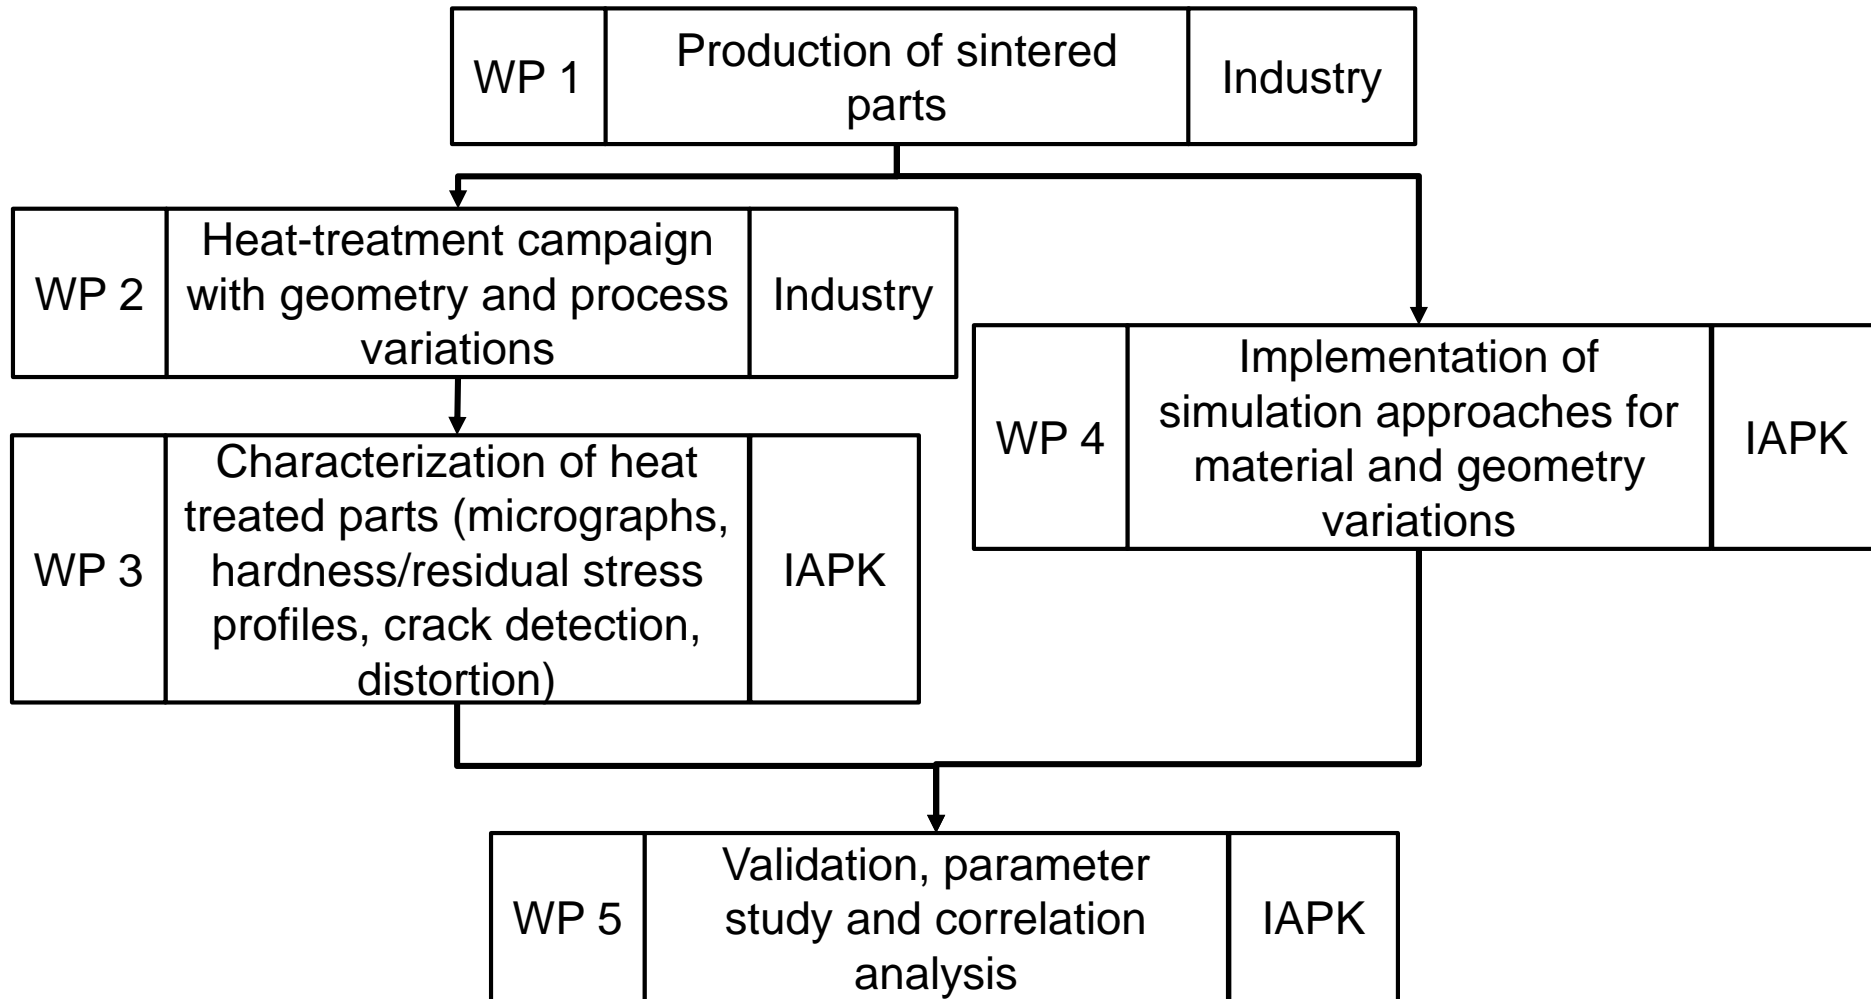 WP 1
Production of sintered
parts
Industry
WP 2
Heat-treatment campaign
with geometry and process
variations
Industry
WP 3
Characterization of heat
treated parts (micrographs,
hardness/residual stress
profiles, crack detection,
distortion)
IAPK
WP 4
Implementation of
simulation approaches for
material and geometry
variations
IAPK
WP 5
Validation, parameter
study and correlation
analysis
IAPK